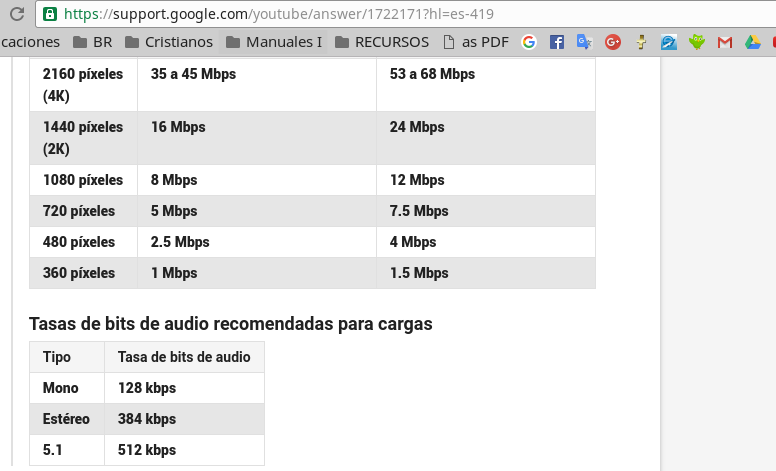 https://support.google.com/youtube/answer/1722171?hl=es-419
caciones BR Cristianos Manuales I RECURSOS as PDF
2160 píxeles (4K) 35 a 45 Mbps 53 a 68 Mbps
1440 píxeles (2K) 16 Mbps 24 Mbps
1080 píxeles 8 Mbps 12 Mbps
720 píxeles 5 Mbps 7.5 Mbps
480 píxeles 2.5 Mbps 4 Mbps
360 píxeles 1 Mbps 1.5 Mbps
Tasas de bits de audio recomendadas para cargas
Tipo Tasa de bits de audio
Mono 128 kbps
Estéreo 384 kbps
5.1 512 kbps